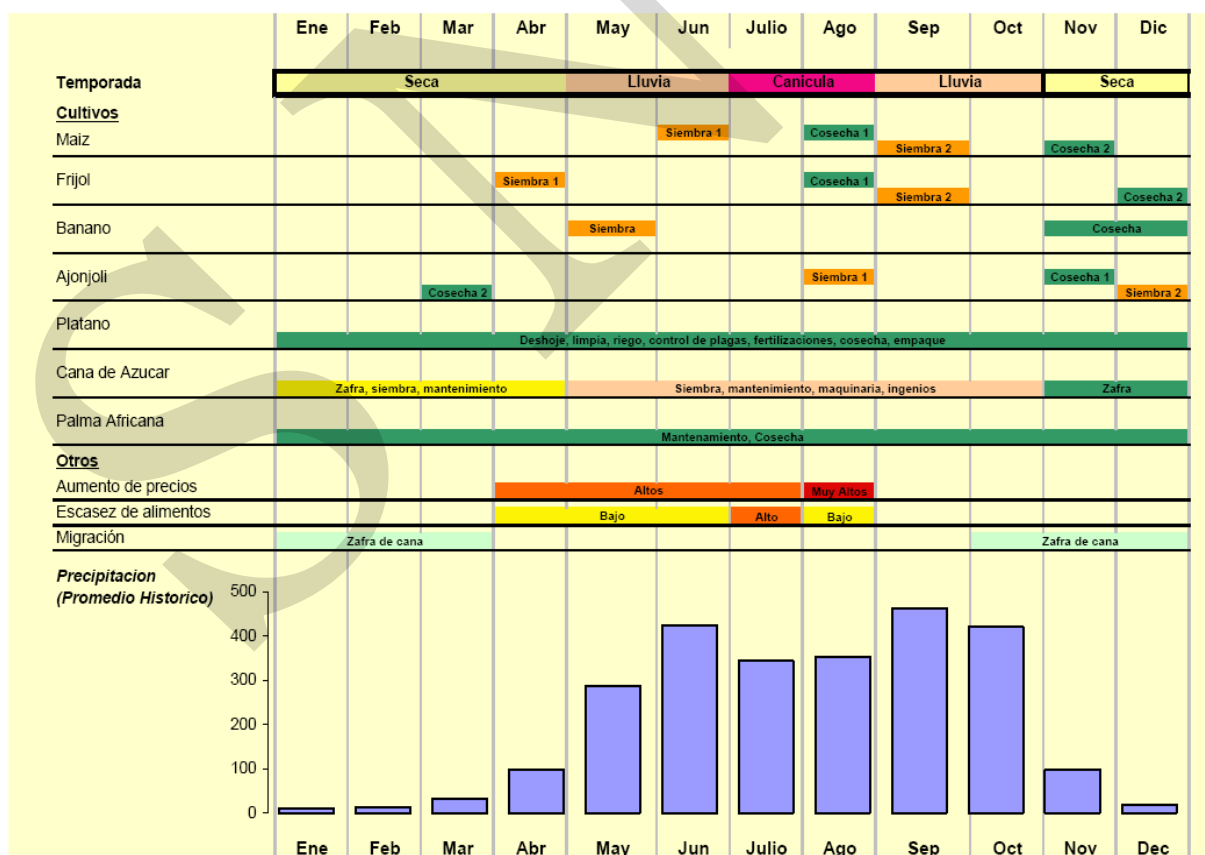 Ene Feb Mar Abr May Jun Julio Ago Sep Oct Nov Dic
Temporada Seca Lluvia Canicula Lluvia Seca
Cultivos
Maiz Siembra 1 Cosecha 1
Siembra 2 Cosecha 2
Frijol Siembra 1 Cosecha 1
Siembra 2 Cosecha 2
Banano Siembra Cosecha
Ajonjoli Siembra 1 Cosecha 1
Cosecha 2 Siembra 2
Platano
Deshoje, limpia, riego, control de plagas, fertilizaciones, cosecha, empaque
Cana de Azucar
Zafra, siembra, mantenimiento Siembra, mantenimiento, maquinaria, ingenios Zafra
Palma Africana
Mantenamiento, Cosecha
Otros
Aumento de precios Altos Muy Altos
Escasez de alimentos Bajo Alto Bajo
Migración Zafra de cana Zafra de cana
Precipitacion
(Promedio Historico) 500
400
300
200
100
0
Ene Feb Mar Abr May Jun Julio Ago Sep Oct Nov Dec